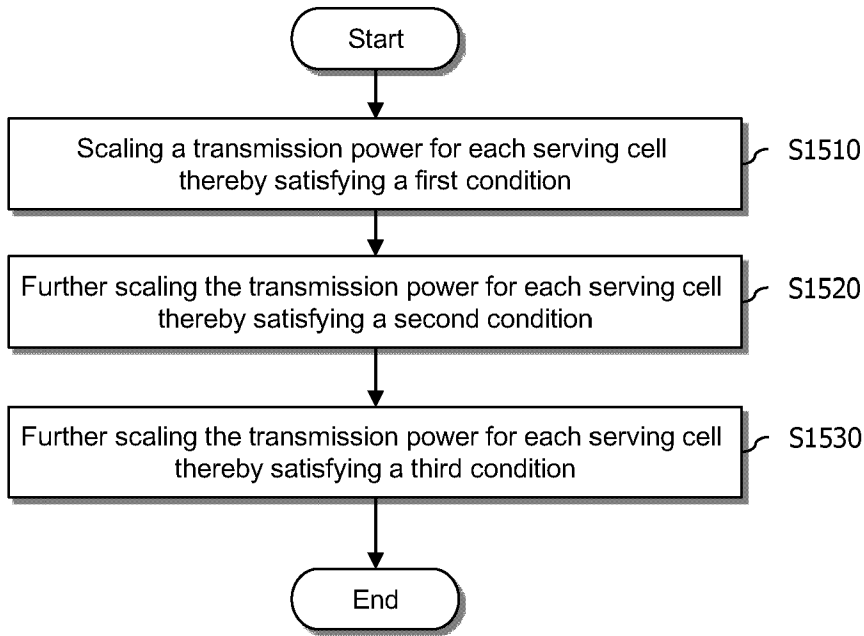 Start
Scaling a transmission power for each serving cell
thereby satisfying a first condition
S1510
Further scaling the transmission power for each serving cell
thereby satisfying a second condition
S1520
Further scaling the transmission power for each serving cell
thereby satisfying a third condition
S1530
End